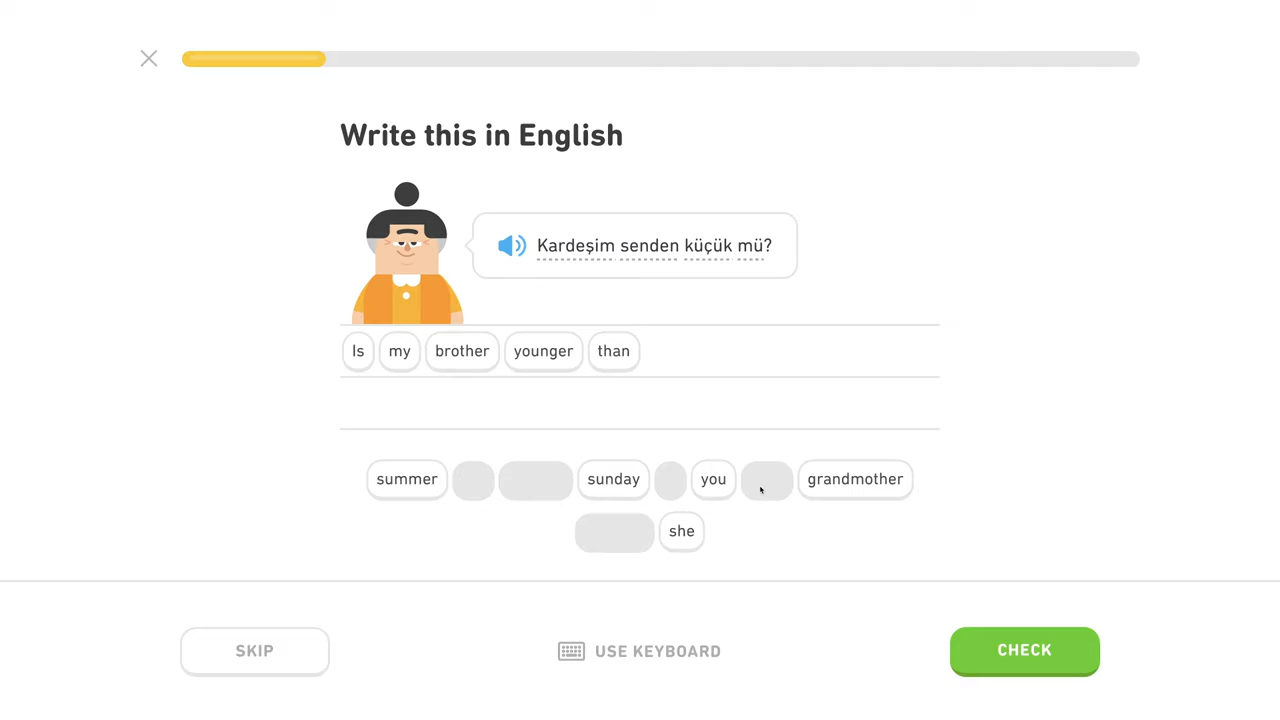 Write this in English
Kardeşim senden küçük mü?
Is my brother younger than
summer sunday you grandmother
she
SKIP USE KEYBOARD CHECK